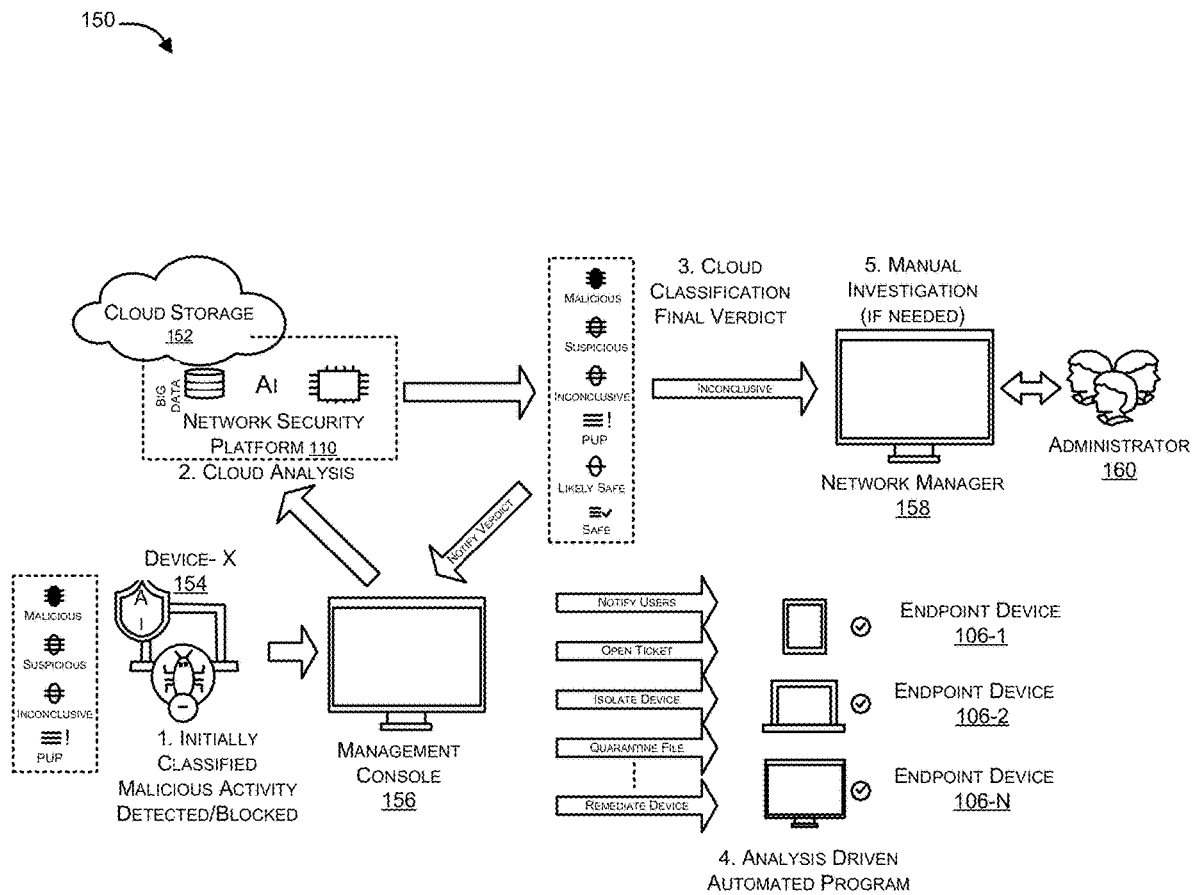 150
CLOUD STORAGE
152
BIG DATA
AI
NETWORK SECURITY
PLATFORM 110
2. CLOUD ANALYSIS
MALICIOUS
SUSPICIOUS
INCONCLUSIVE
PUP
LIKELY SAFE
SAFE
3. CLOUD
CLASSIFICATION
FINAL VERDICT
INCONCLUSIVE
5. MANUAL
INVESTIGATION
(IF NEEDED)
NETWORK MANAGER
158
ADMINISTRATOR
160
NOTIFY VERDICT
MALICIOUS
SUSPICIOUS
INCONCLUSIVE
PUP
DEVICE- X
154
A
I
1. INITIALLY
CLASSIFIED
MALICIOUS ACTIVITY
DETECTED/BLOCKED
MANAGEMENT
CONSOLE
156
NOTIFY USERS
OPEN TICKET
ISOLATE DEVICE
QUARANTINE FILE
REMEDIATE DEVICE
ENDPOINT DEVICE
106-1
ENDPOINT DEVICE
106-2
ENDPOINT DEVICE
106-N
4. ANALYSIS DRIVEN
AUTOMATED PROGRAM